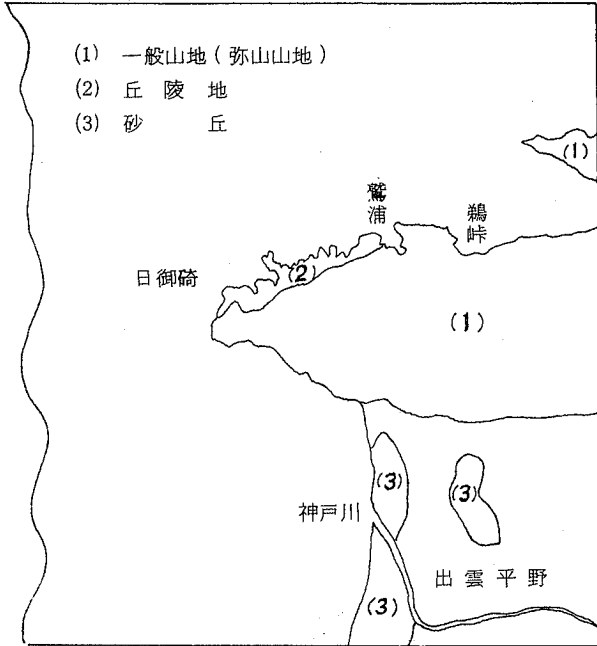 (1) 一般山地(弥山山地)
(2) 丘陵地
(3) 砂丘
(1)
鷲浦
鵜峠
日御碕
(2)
(1)
(3)
(3)
神戸川
出雲平野
(3)